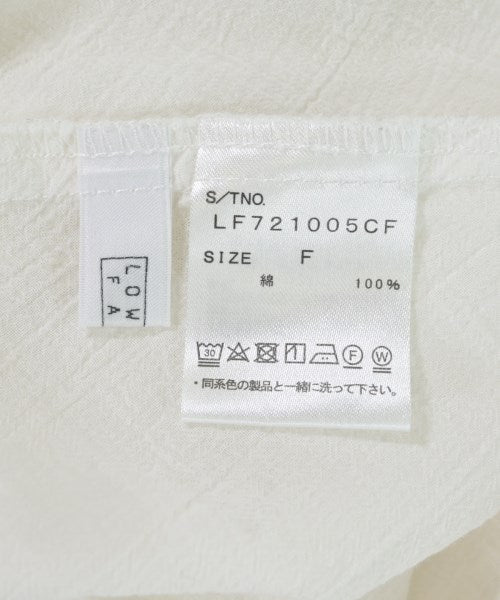 S/TNO.
LF721005CF
SIZE F
綿 100%
30 F W
・同系色の製品と一緒に洗って下さい。
LOW
FA